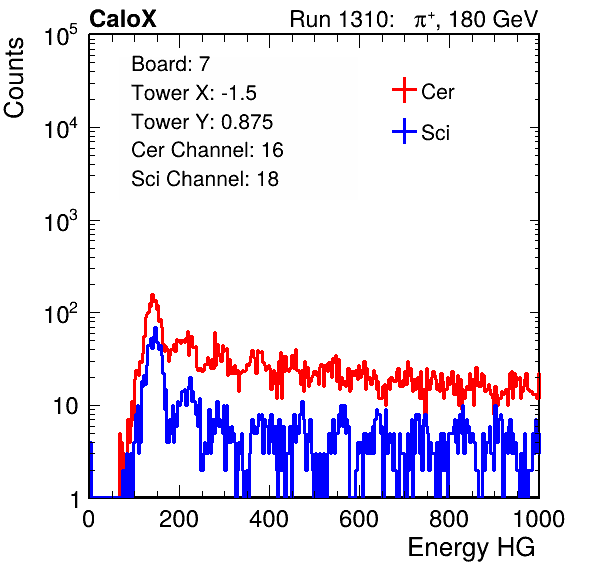 CaloX Run 1310: π⁺, 180 GeV
Counts
10⁵
10⁴
10³
10²
10
1
Board: 7
Tower X: -1.5
Tower Y: 0.875
Cer Channel: 16
Sci Channel: 18
Cer
Sci
0 200 400 600 800 1000
Energy HG